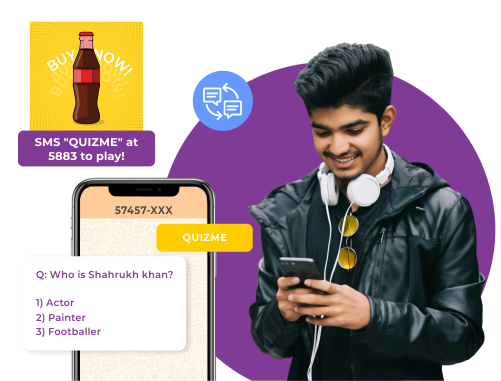 BUY NOW!
SMS "QUIZME" at
5883 to play!
57457-XXX
QUIZME
Q: Who is Shahrukh khan?
1) Actor
2) Painter
3) Footballer